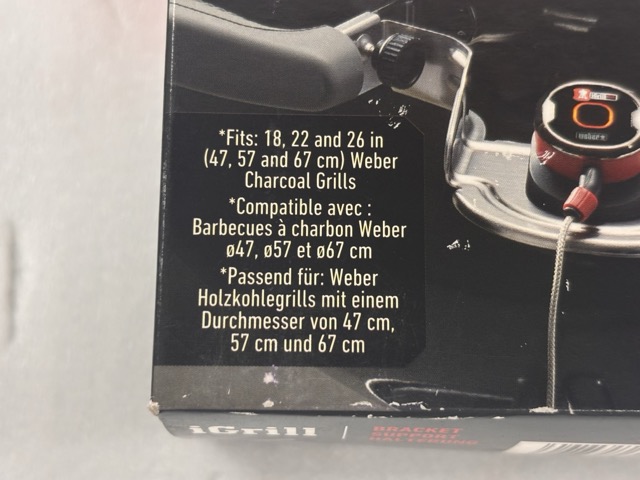 *Fits: 18, 22 and 26 in
(47, 57 and 67 cm) Weber
Charcoal Grills
*Compatible avec :
Barbecues à charbon Weber
ø47, ø57 et ø67 cm
*Passend für: Weber
Holzkohlegrills mit einem
Durchmesser von 47 cm,
57 cm und 67 cm
weber
iGrill
BRACKET
SUPPORT
HALTERUNG